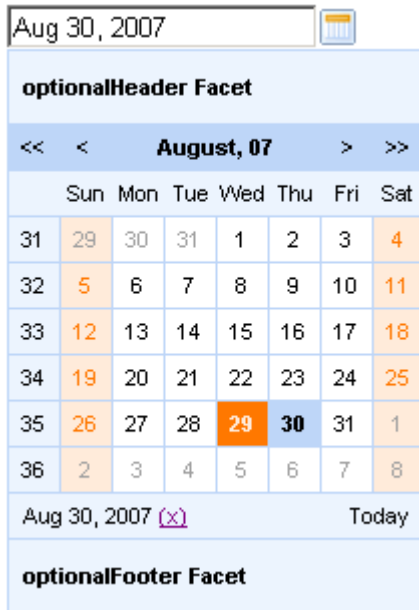 Aug 30, 2007
optionalHeader Facet
<< < August, 07 > >>
Sun Mon Tue Wed Thu Fri Sat
31 29 30 31 1 2 3 4
32 5 6 7 8 9 10 11
33 12 13 14 15 16 17 18
34 19 20 21 22 23 24 25
35 26 27 28 29 30 31 1
36 2 3 4 5 6 7 8
Aug 30, 2007 (x) Today
optionalFooter Facet